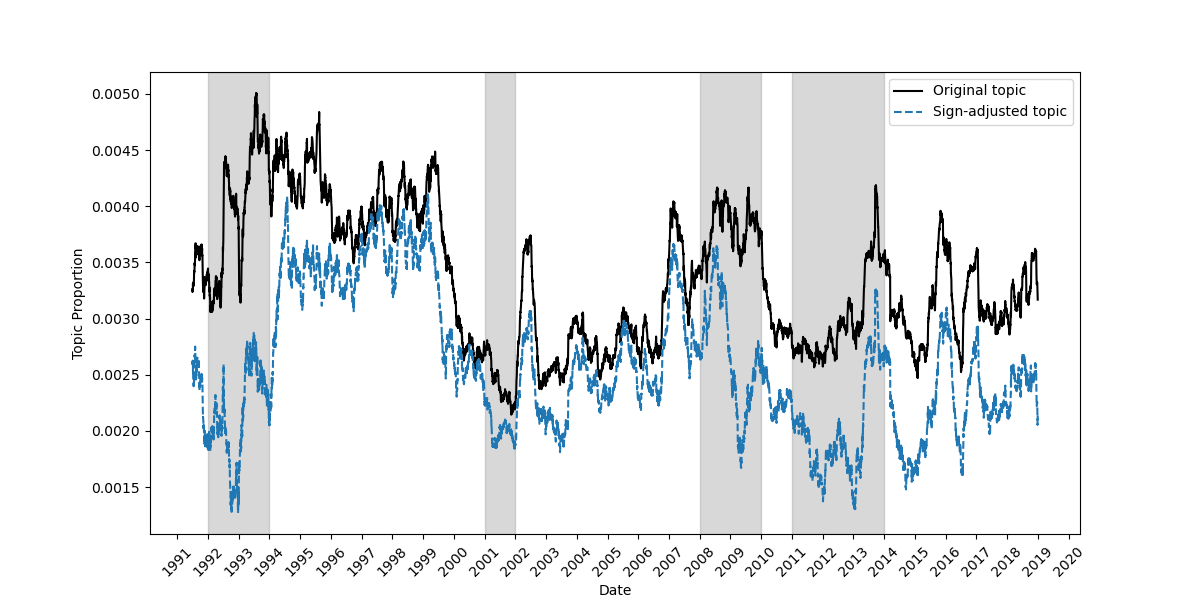 Original topic
Sign-adjusted topic
0.0050
0.0045
0.0040
0.0035
0.0030
0.0025
0.0020
0.0015
Topic Proportion
1991 1992 1993 1994 1995 1996 1997 1998 1999 2000 2001 2002 2003 2004 2005 2006 2007 2008 2009 2010 2011 2012 2013 2014 2015 2016 2017 2018 2019 2020
Date